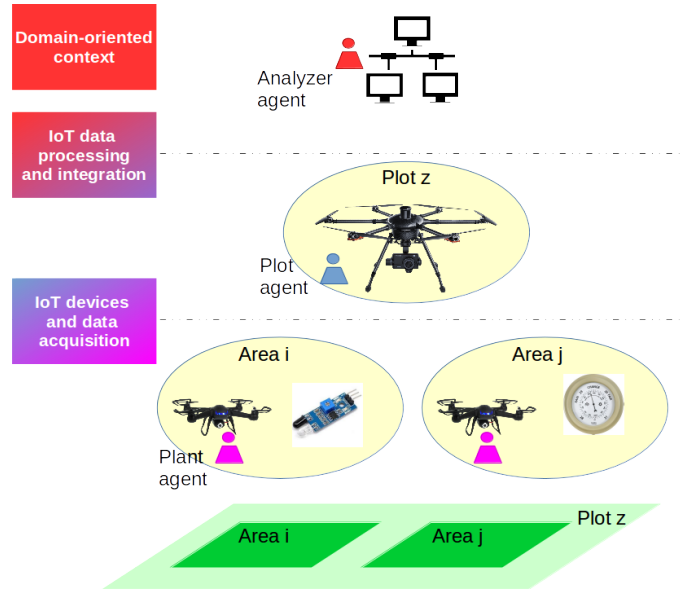 Domain-oriented
context
Analyzer
agent
IoT data
processing
and integration
Plot z
Plot
agent
IoT devices
and data
acquisition
Area i
Area j
Plant
agent
Plot z
Area i
Area j